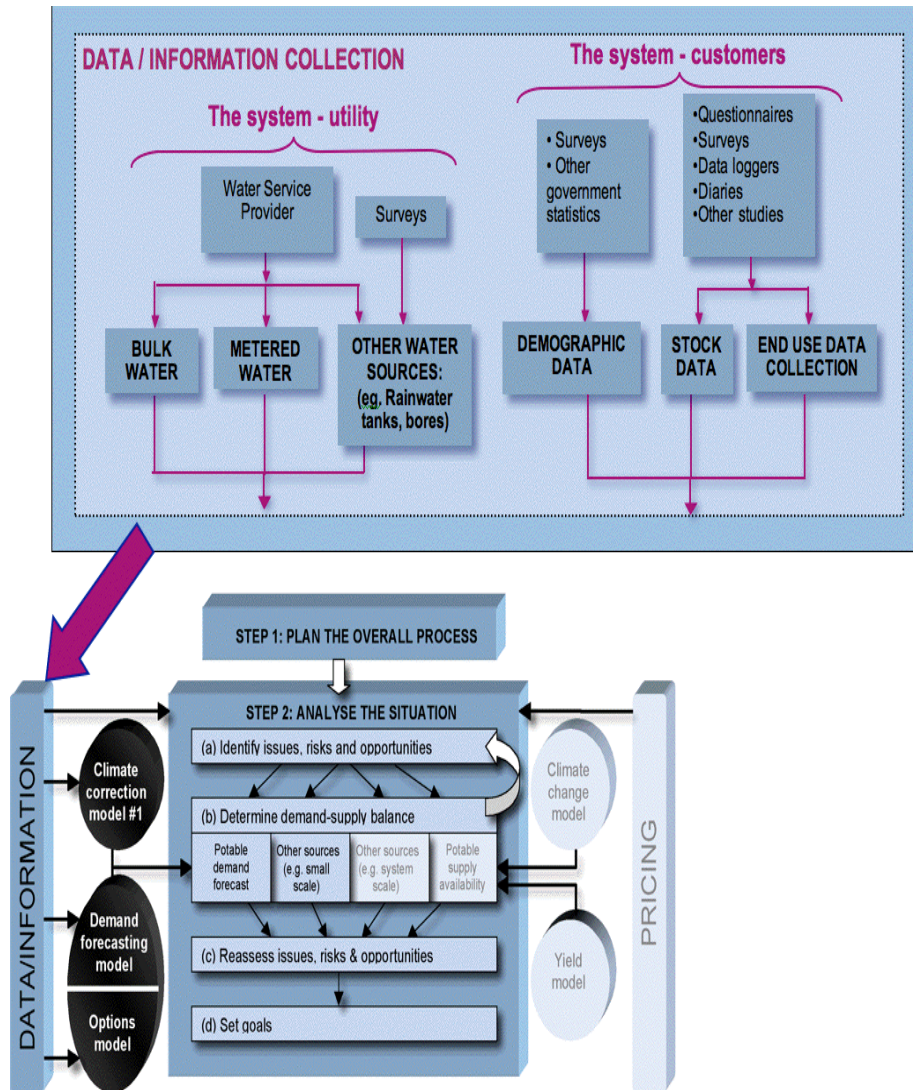 DATA / INFORMATION COLLECTION
The system - utility
Water Service
Provider
Surveys
BULK
WATER
METERED
WATER
OTHER WATER
SOURCES:
(eg. Rainwater
tanks, bores)
The system - customers
• Surveys
• Other
government
statistics
•Questionnaires
•Surveys
•Data loggers
•Diaries
•Other studies
DEMOGRAPHIC
DATA
STOCK
DATA
END USE DATA
COLLECTION
STEP 1: PLAN THE OVERALL PROCESS
STEP 2: ANALYSE THE SITUATION
(a) Identify issues, risks and opportunities
(b) Determine demand-supply balance
Potable
demand
forecast
Other sources
(e.g. small
scale)
Other sources
(e.g. system
scale)
Potable
supply
availability
(c) Reassess issues, risks & opportunities
(d) Set goals
DATA/INFORMATION
Climate
correction
model #1
Demand
forecasting
model
Options
model
Climate
change
model
Yield
model
PRICING